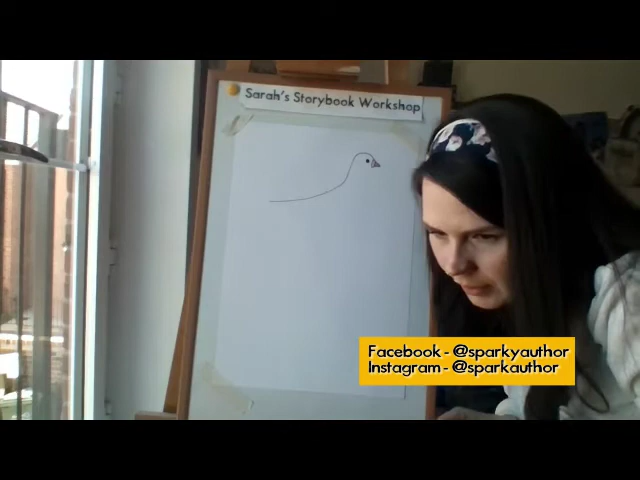 Sarah's Storybook Workshop
Facebook - @sparkyauthor
Instagram - @sparkauthor